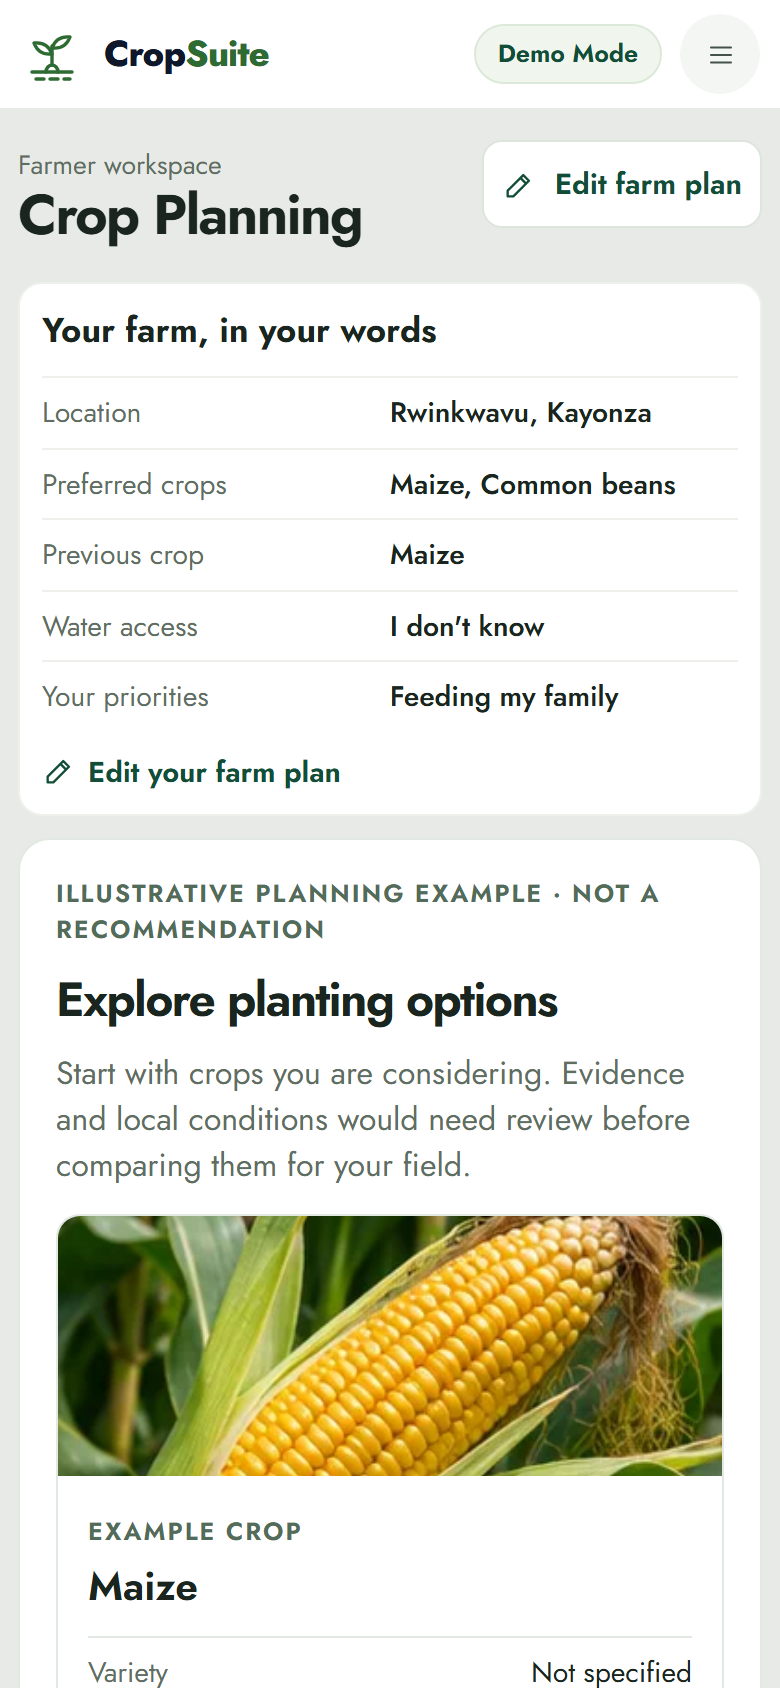 CropSuite
Demo Mode
Farmer workspace
Crop Planning
Edit farm plan
Your farm, in your words
Location Rwinkwavu, Kayonza
Preferred crops Maize, Common beans
Previous crop Maize
Water access I don't know
Your priorities Feeding my family
Edit your farm plan
ILLUSTRATIVE PLANNING EXAMPLE · NOT A
RECOMMENDATION
Explore planting options
Start with crops you are considering. Evidence
and local conditions would need review before
comparing them for your field.
EXAMPLE CROP
Maize
Variety Not specified